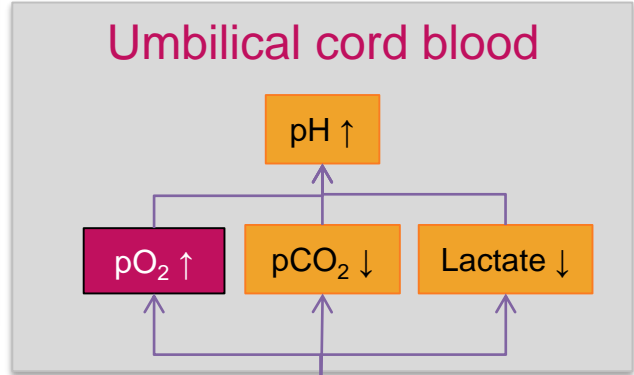 Umbilical cord blood
pH ↑
pO₂ ↑
pCO₂ ↓
Lactate ↓